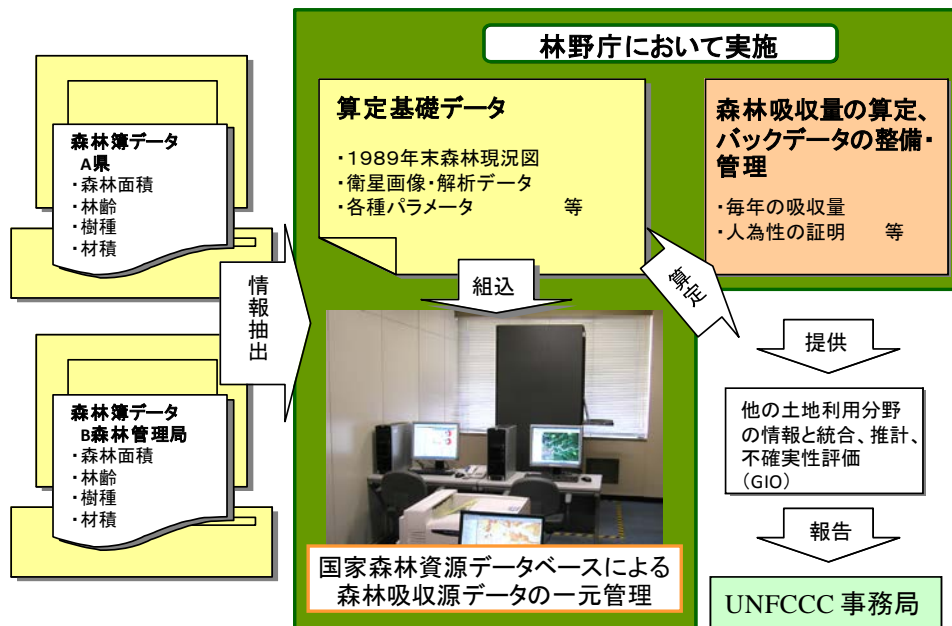 林野庁において実施
森林簿データ
A県
・森林面積
・林齢
・樹種
・材積
森林簿データ
B森林管理局
・森林面積
・林齢
・樹種
・材積
情報抽出
算定基礎データ
・1989年末森林現況図
・衛星画像・解析データ
・各種パラメータ 等
組込
国家森林資源データベースによる
森林吸収源データの一元管理
算定
森林吸収量の算定、
バックデータの整備・
管理
・毎年の吸収量
・人為性の証明 等
提供
他の土地利用分野
の情報と統合、推計、
不確実性評価
（GIO）
報告
UNFCCC 事務局